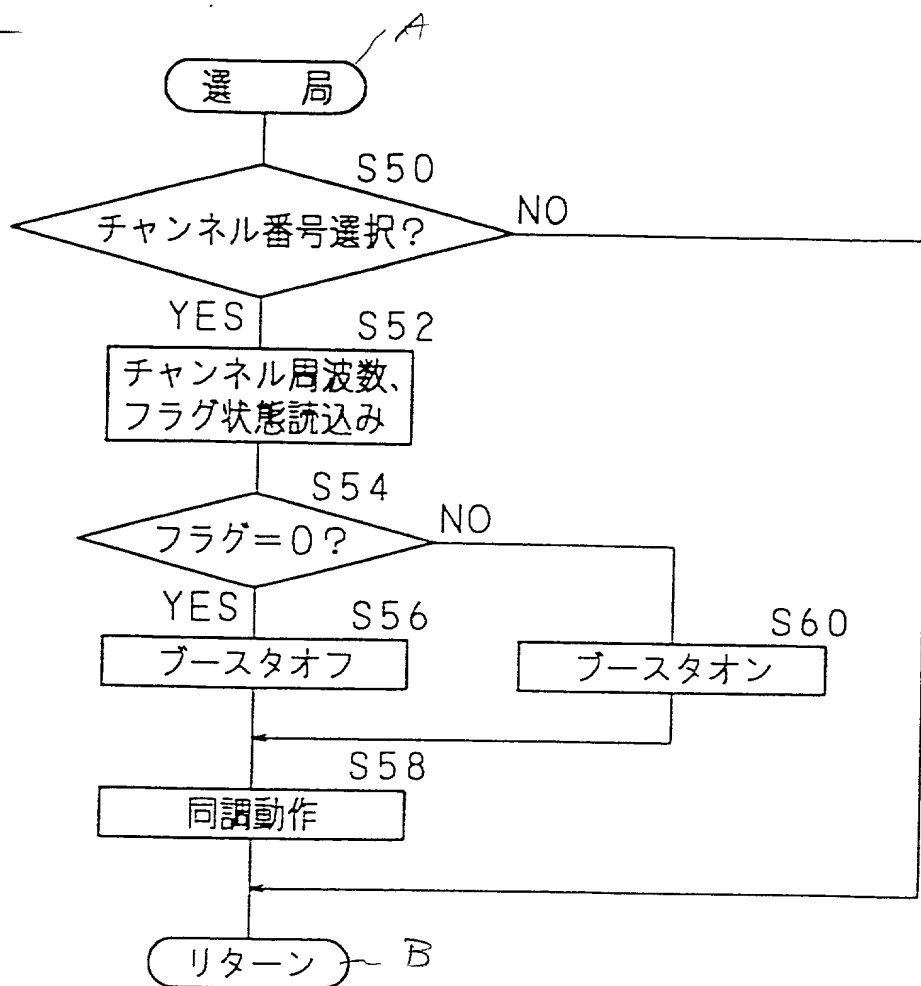 A
選 局
S50
チャンネル番号選択?
NO
YES
S52
チャンネル周波数、
フラグ状態読込み
S54
フラグ=0?
NO
YES
S56
S60
ブースタオフ
ブースタオン
S58
同調動作
リターン
B